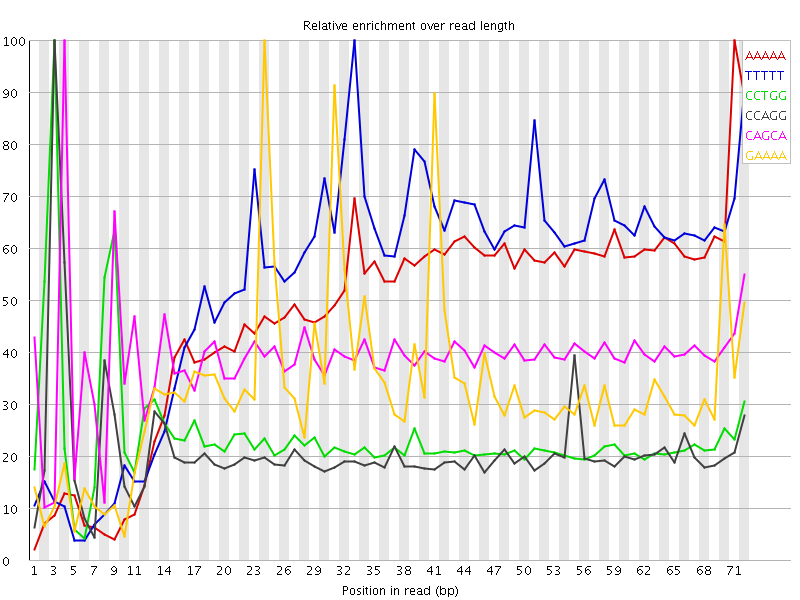 Relative enrichment over read length
100
90
80
70
60
50
40
30
20
10
0
AAAAA
TTTTT
CCTGG
CCAGG
CAGCA
GAAAA
1 3 5 7 9 11 14 17 20 23 26 29 32 35 38 41 44 47 50 53 56 59 62 65 68 71
Position in read (bp)